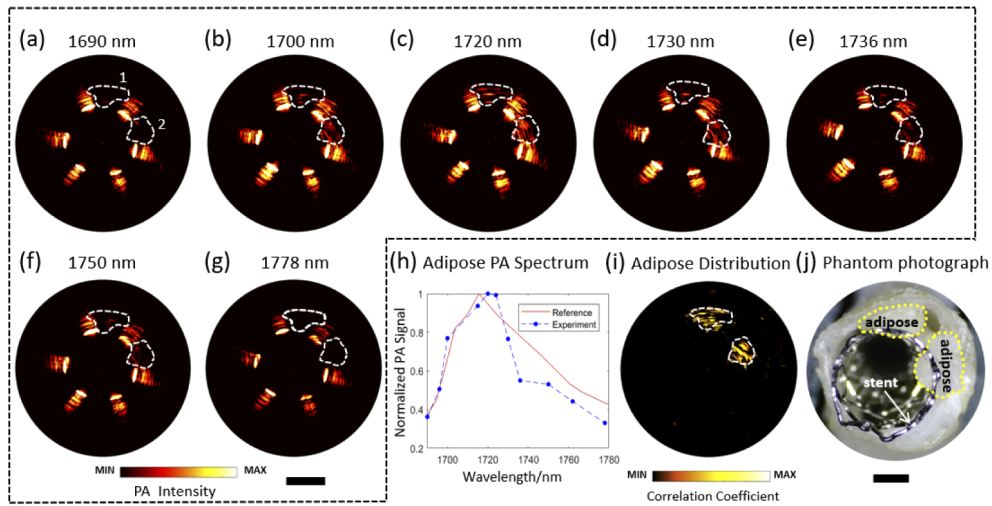 (a) 1690 nm (b) 1700 nm (c) 1720 nm (d) 1730 nm (e) 1736 nm
1
2
(f) 1750 nm (g) 1778 nm
MIN MAX
PA Intensity
(h) Adipose PA Spectrum
Normalized PA Signal
1
0.8
0.6
0.4
0.2
Reference
Experiment
1700 1720 1740 1760 1780
Wavelength/nm
(i) Adipose Distribution
MIN MAX
Correlation Coefficient
(j) Phantom photograph
adipose
adipose
stent